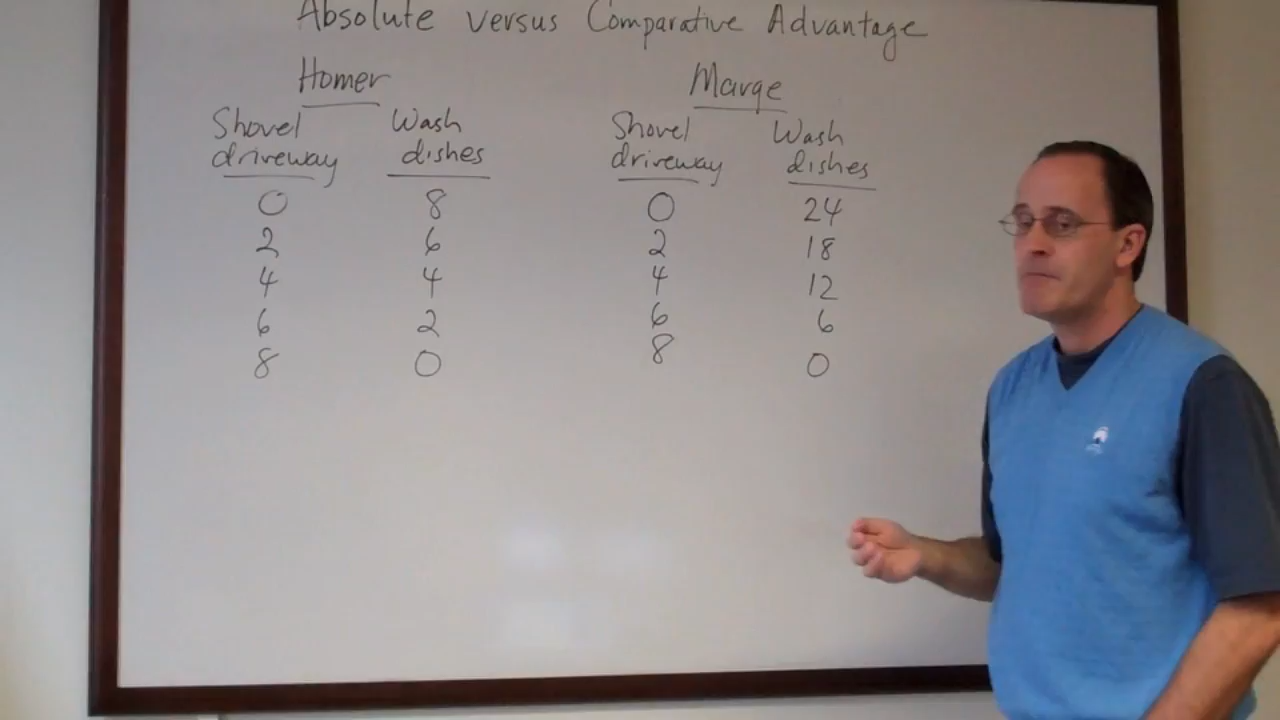 Absolute versus Comparative Advantage
Homer Marge
Shovel Wash Shovel Wash
driveway dishes driveway dishes
0 8 0 24
2 6 2 18
4 4 4 12
6 2 6 6
8 0 8 0